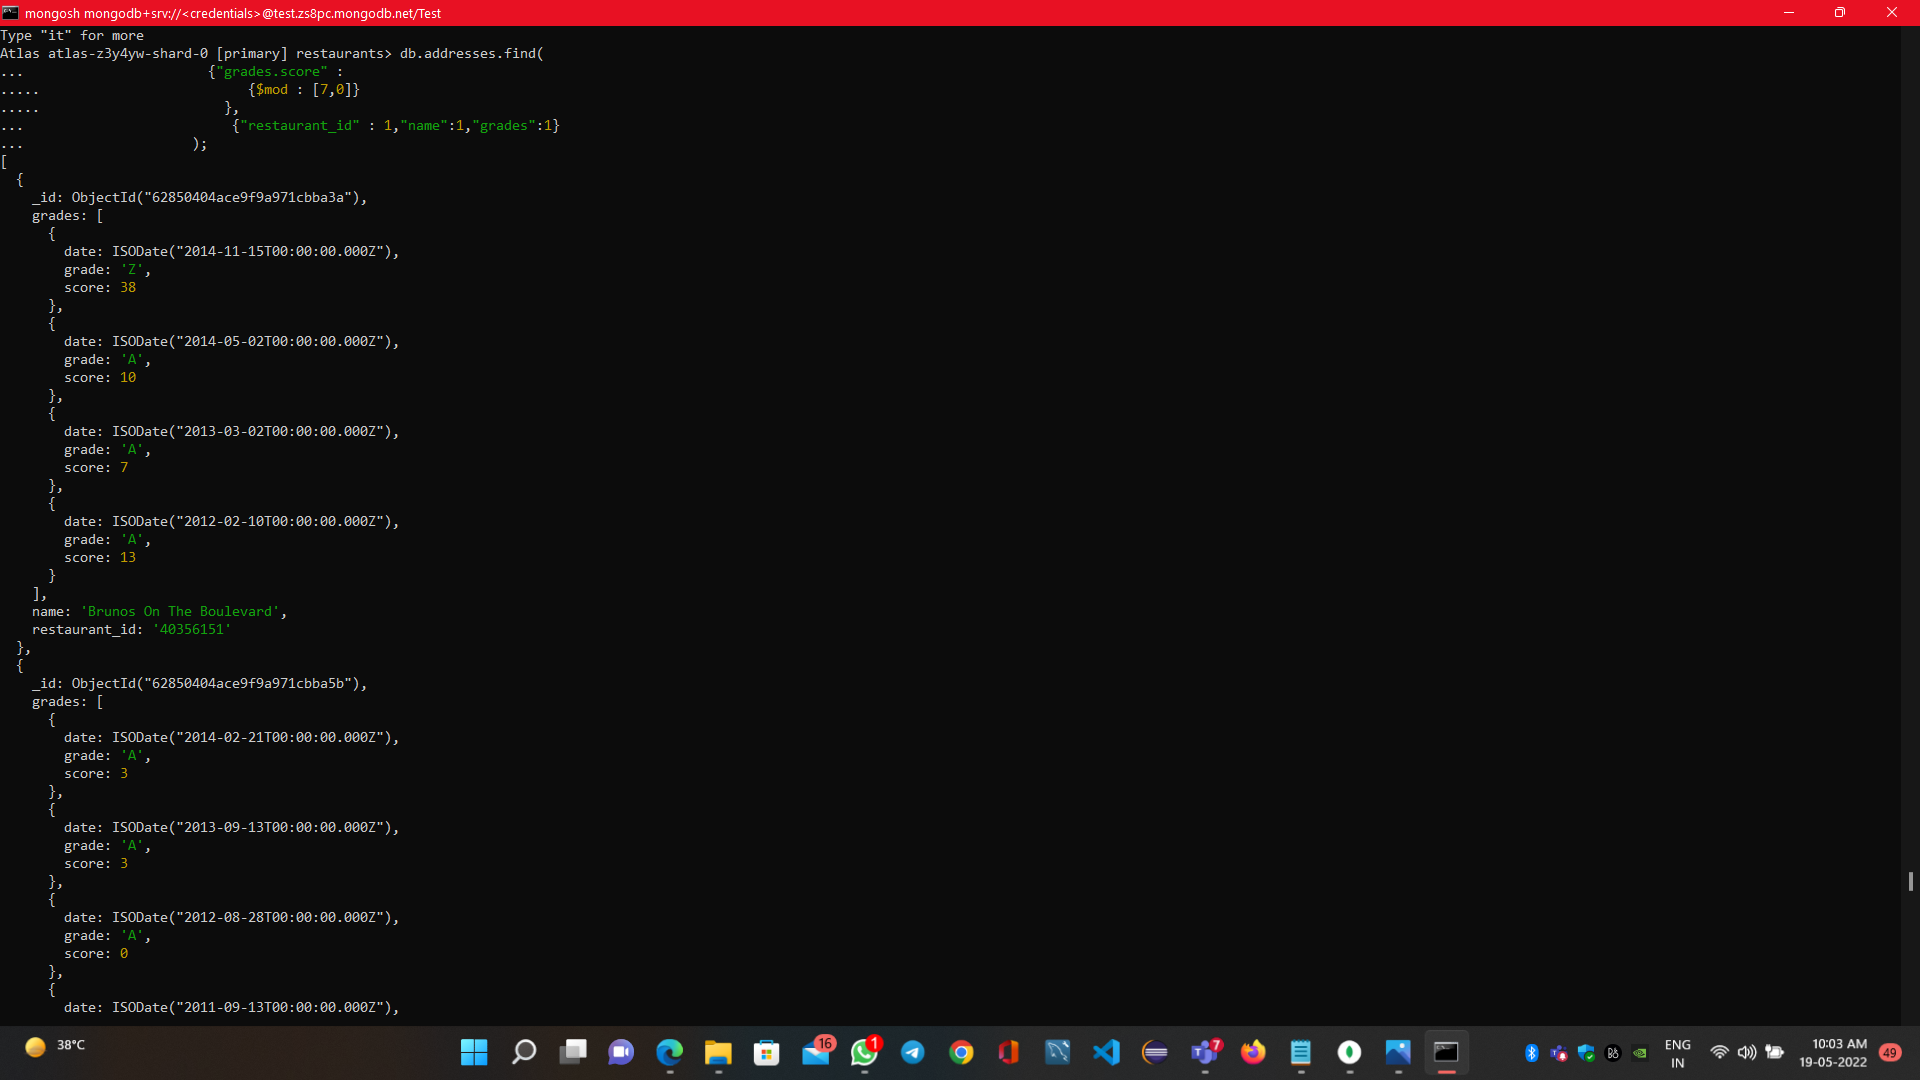 mongosh mongodb+srv://<credentials>@test.zs8pc.mongodb.net/Test
Type "it" for more
Atlas atlas-z3y4yw-shard-0 [primary] restaurants> db.addresses.find(
... {"grades.score" :
..... {$mod : [7,0]}
..... },
... {"restaurant_id" : 1,"name":1,"grades":1}
... );
[
{
_id: ObjectId("62850404ace9f9a971cbba3a"),
grades: [
{
date: ISODate("2014-11-15T00:00:00.000Z"),
grade: 'Z',
score: 38
},
{
date: ISODate("2014-05-02T00:00:00.000Z"),
grade: 'A',
score: 10
},
{
date: ISODate("2013-03-02T00:00:00.000Z"),
grade: 'A',
score: 7
},
{
date: ISODate("2012-02-10T00:00:00.000Z"),
grade: 'A',
score: 13
}
],
name: 'Brunos On The Boulevard',
restaurant_id: '40356151'
},
{
_id: ObjectId("62850404ace9f9a971cbba5b"),
grades: [
{
date: ISODate("2014-02-21T00:00:00.000Z"),
grade: 'A',
score: 3
},
{
date: ISODate("2013-09-13T00:00:00.000Z"),
grade: 'A',
score: 3
},
{
date: ISODate("2012-08-28T00:00:00.000Z"),
grade: 'A',
score: 0
},
{
date: ISODate("2011-09-13T00:00:00.000Z"),
38°C
16
1
7
ENG
IN
10:03 AM
19-05-2022
49